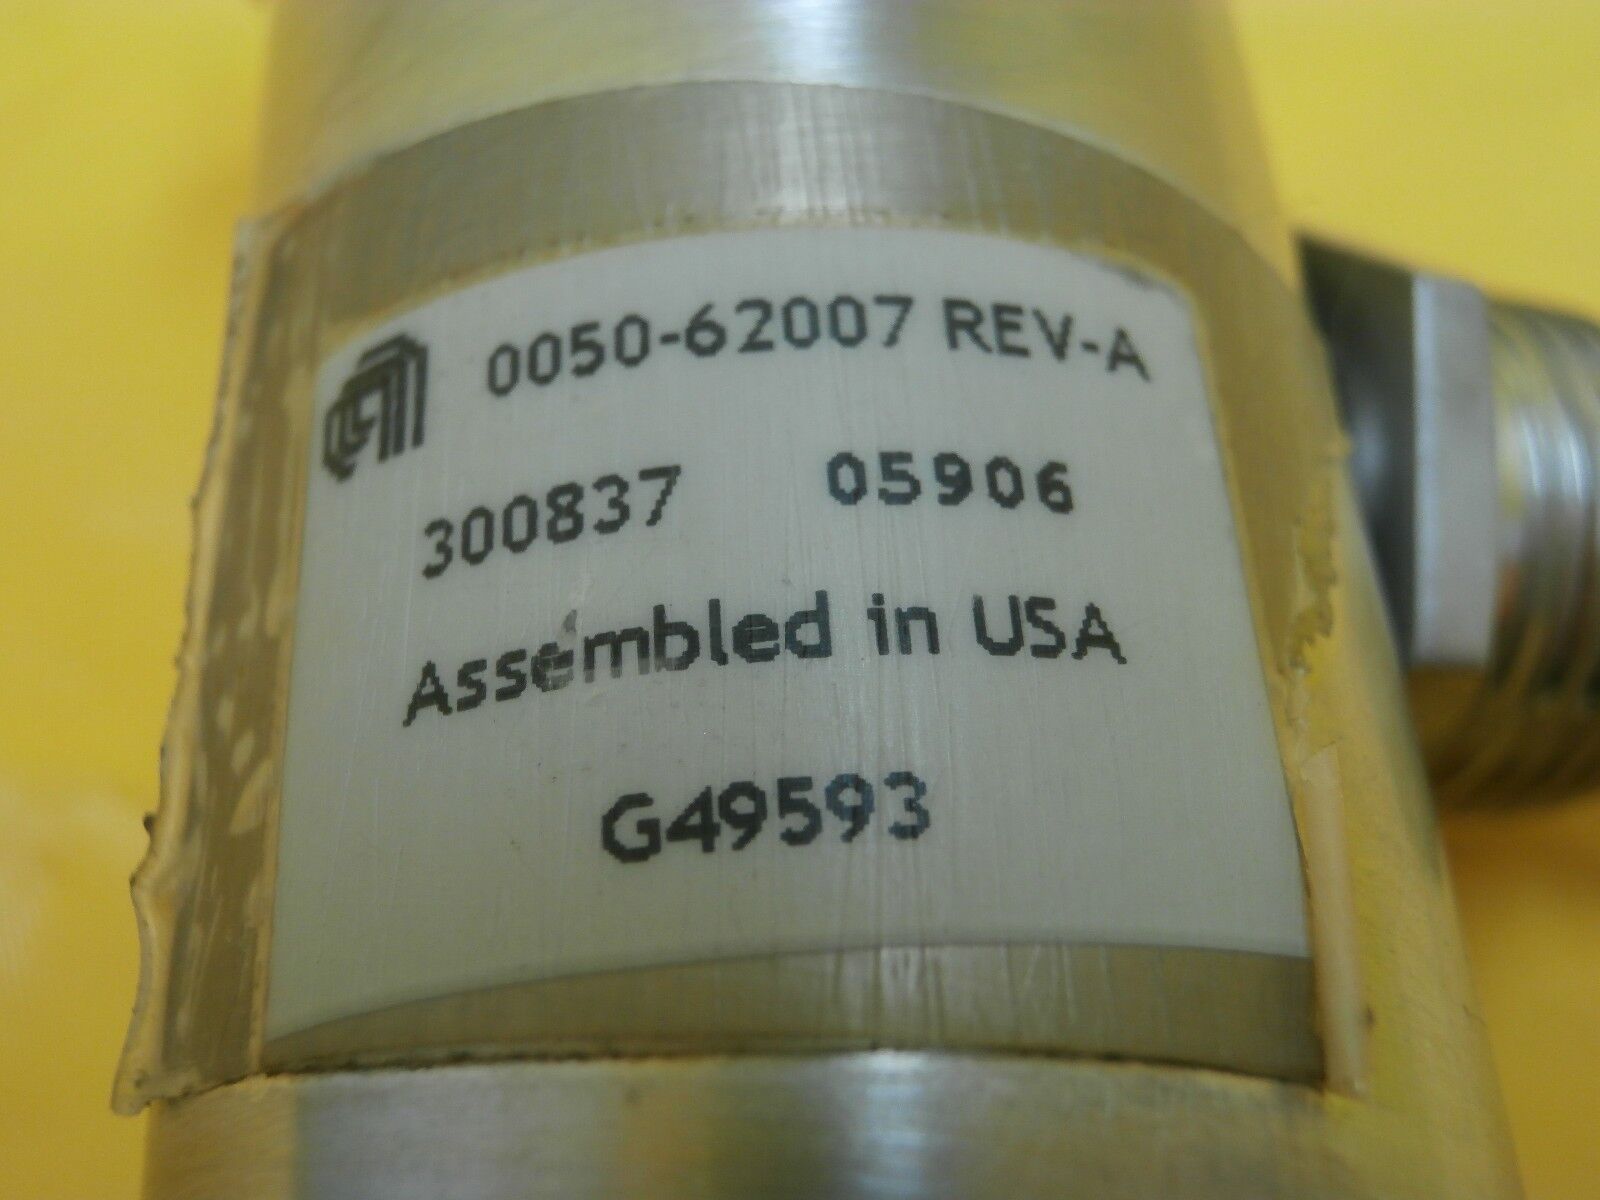 0050-62007 REV-A
300837 05906
Assembled in USA
G49593